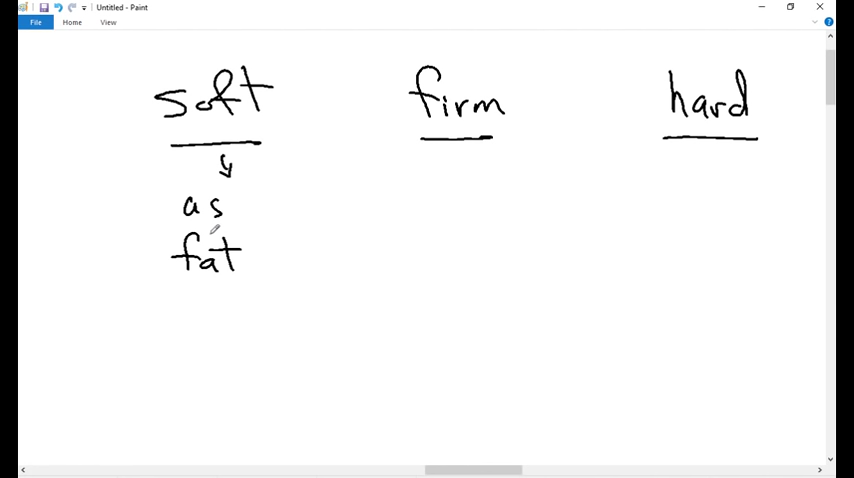 Untitled - Paint
File Home View
soft firm hard
as
fat